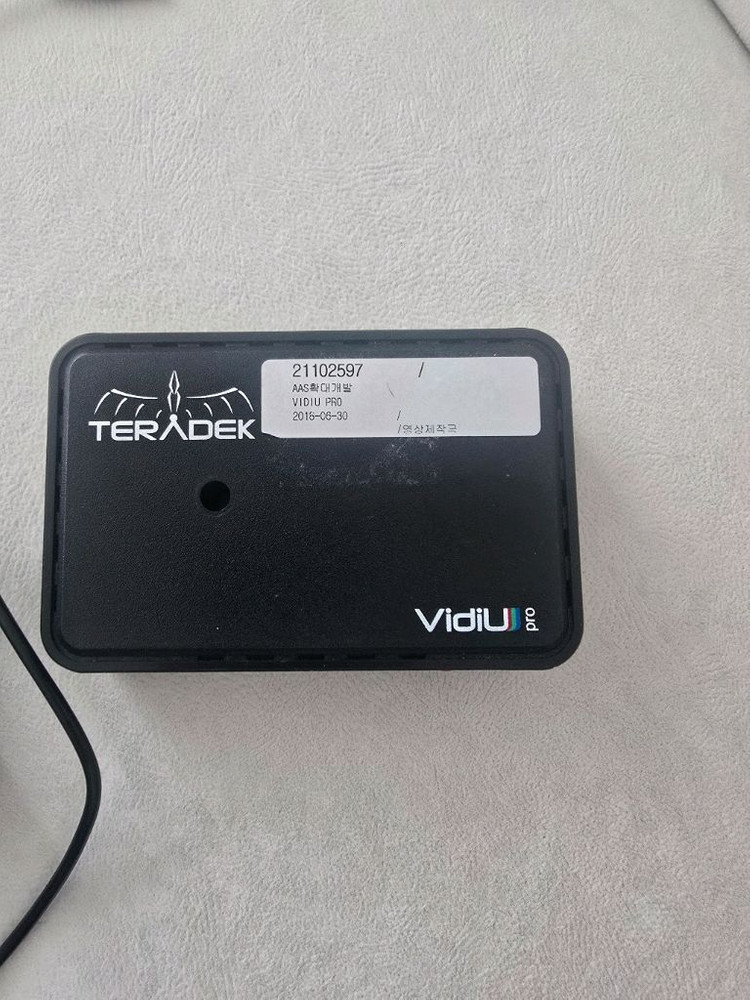 TERADEK
21102597 /
AAS확대개발
VIDIU PRO
2016-06-30 /
/영상제작국
VidiU pro